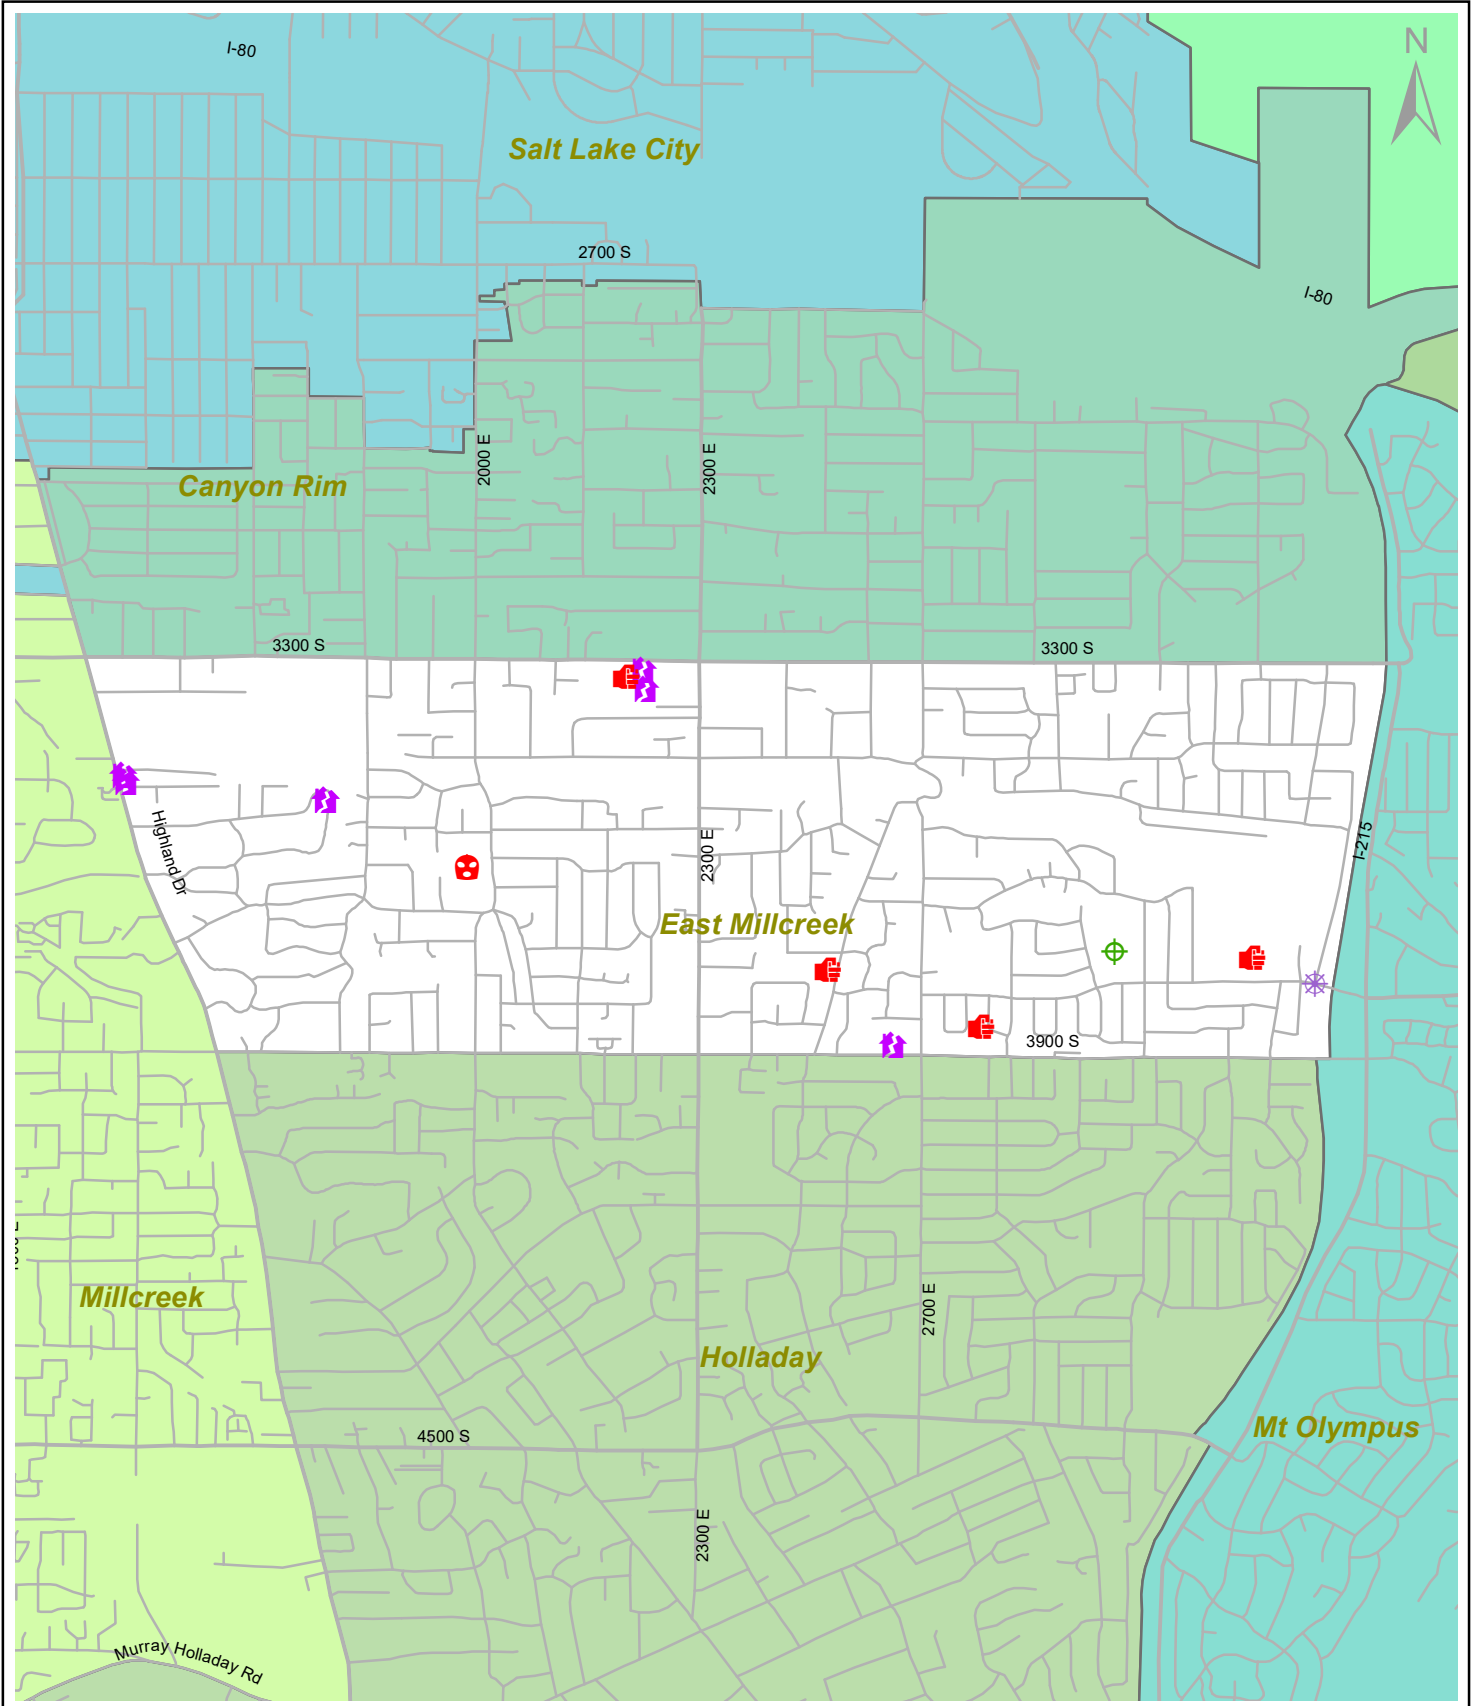 I-80
N
Salt Lake City
2700 S
I-80
2000 E
2300 E
Canyon Rim
3300 S
3300 S
Highland Dr
2300 E
I-215
East Millcreek
3900 S
Millcreek
2700 E
Holladay
Mt Olympus
4500 S
2300 E
Murray Holladay Rd